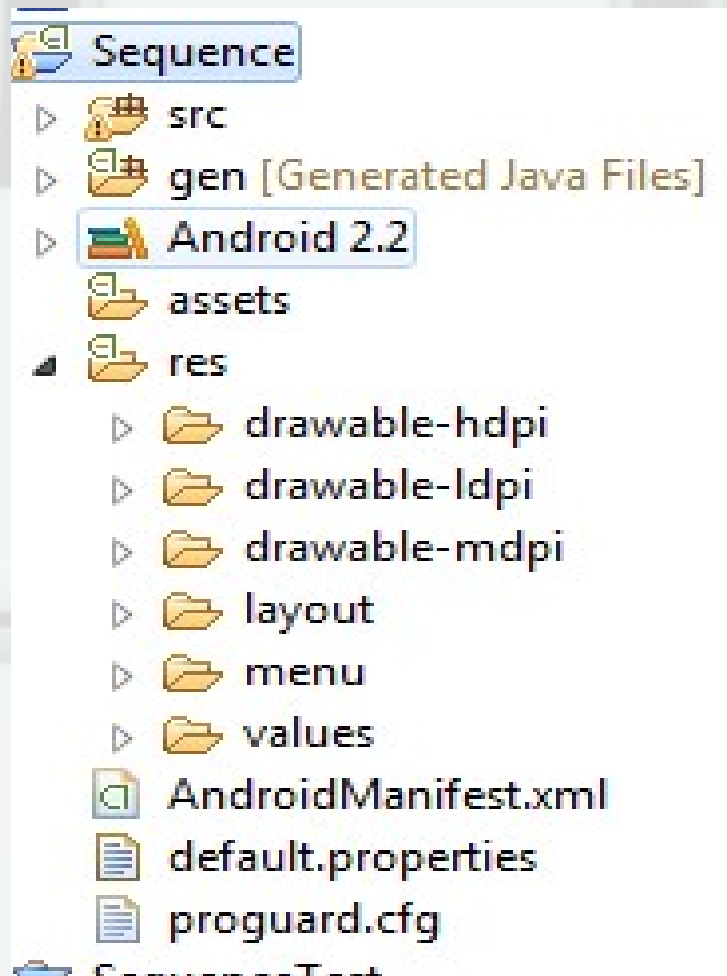 Sequence
src
gen [Generated Java Files]
Android 2.2
assets
res
drawable-hdpi
drawable-ldpi
drawable-mdpi
layout
menu
values
AndroidManifest.xml
default.properties
proguard.cfg
SequenceTest